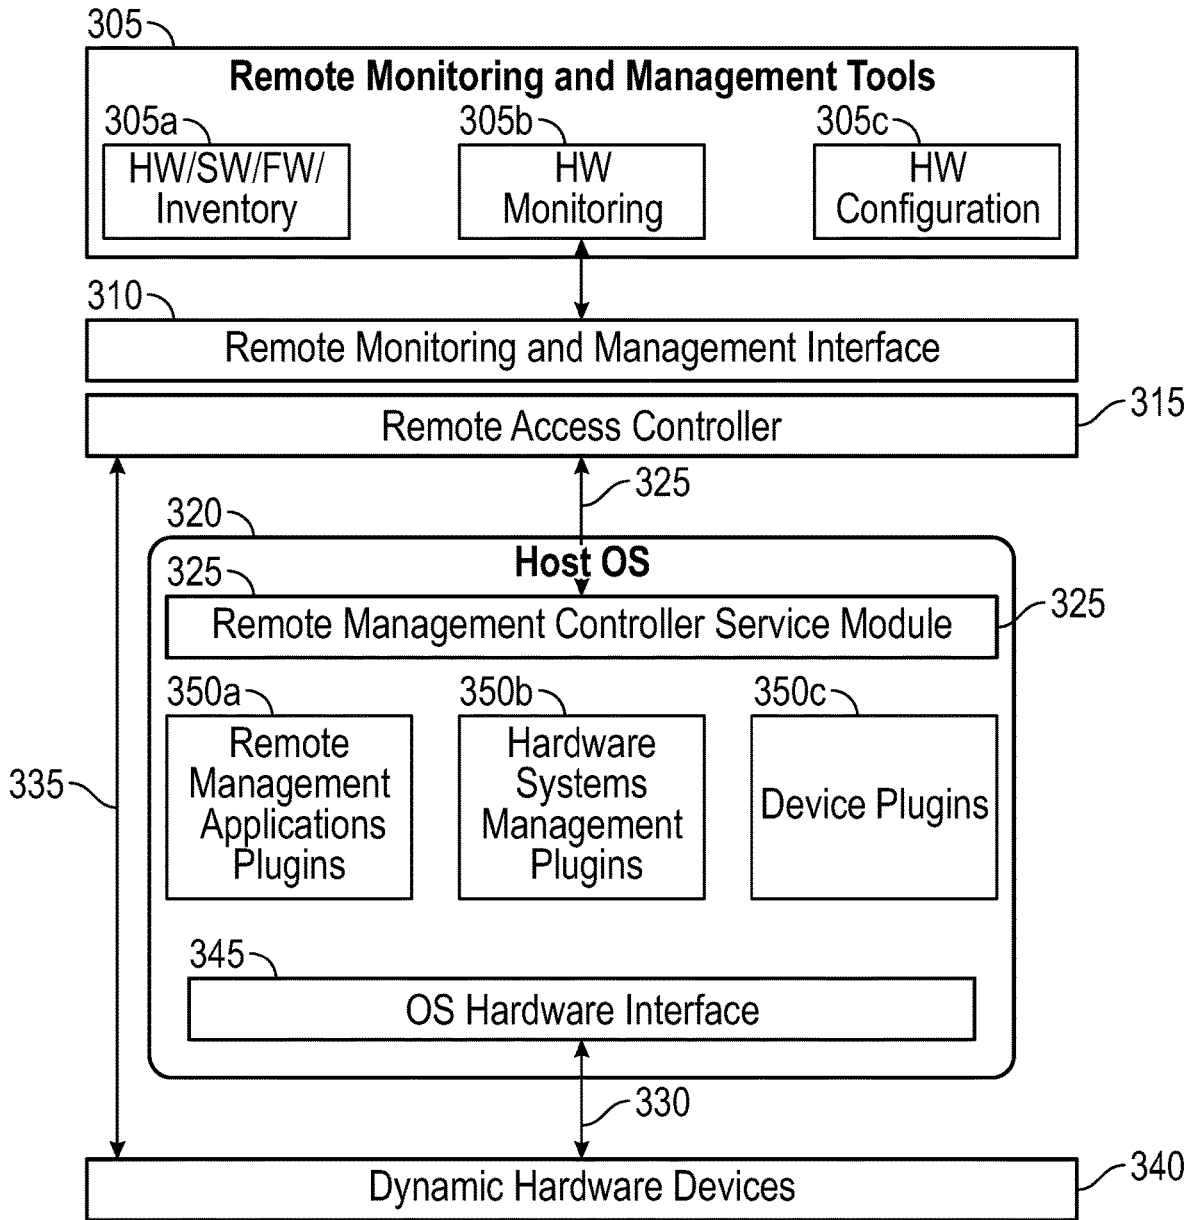 305
Remote Monitoring and Management Tools
305a
305b
305c
HW/SW/FW/
Inventory
HW
Monitoring
HW
Configuration
310
Remote Monitoring and Management Interface
315
Remote Access Controller
325
320
Host OS
325
325
Remote Management Controller Service Module
350a
350b
350c
Remote
Management
Applications
Plugins
Hardware
Systems
Management
Plugins
Device Plugins
335
345
OS Hardware Interface
330
340
Dynamic Hardware Devices